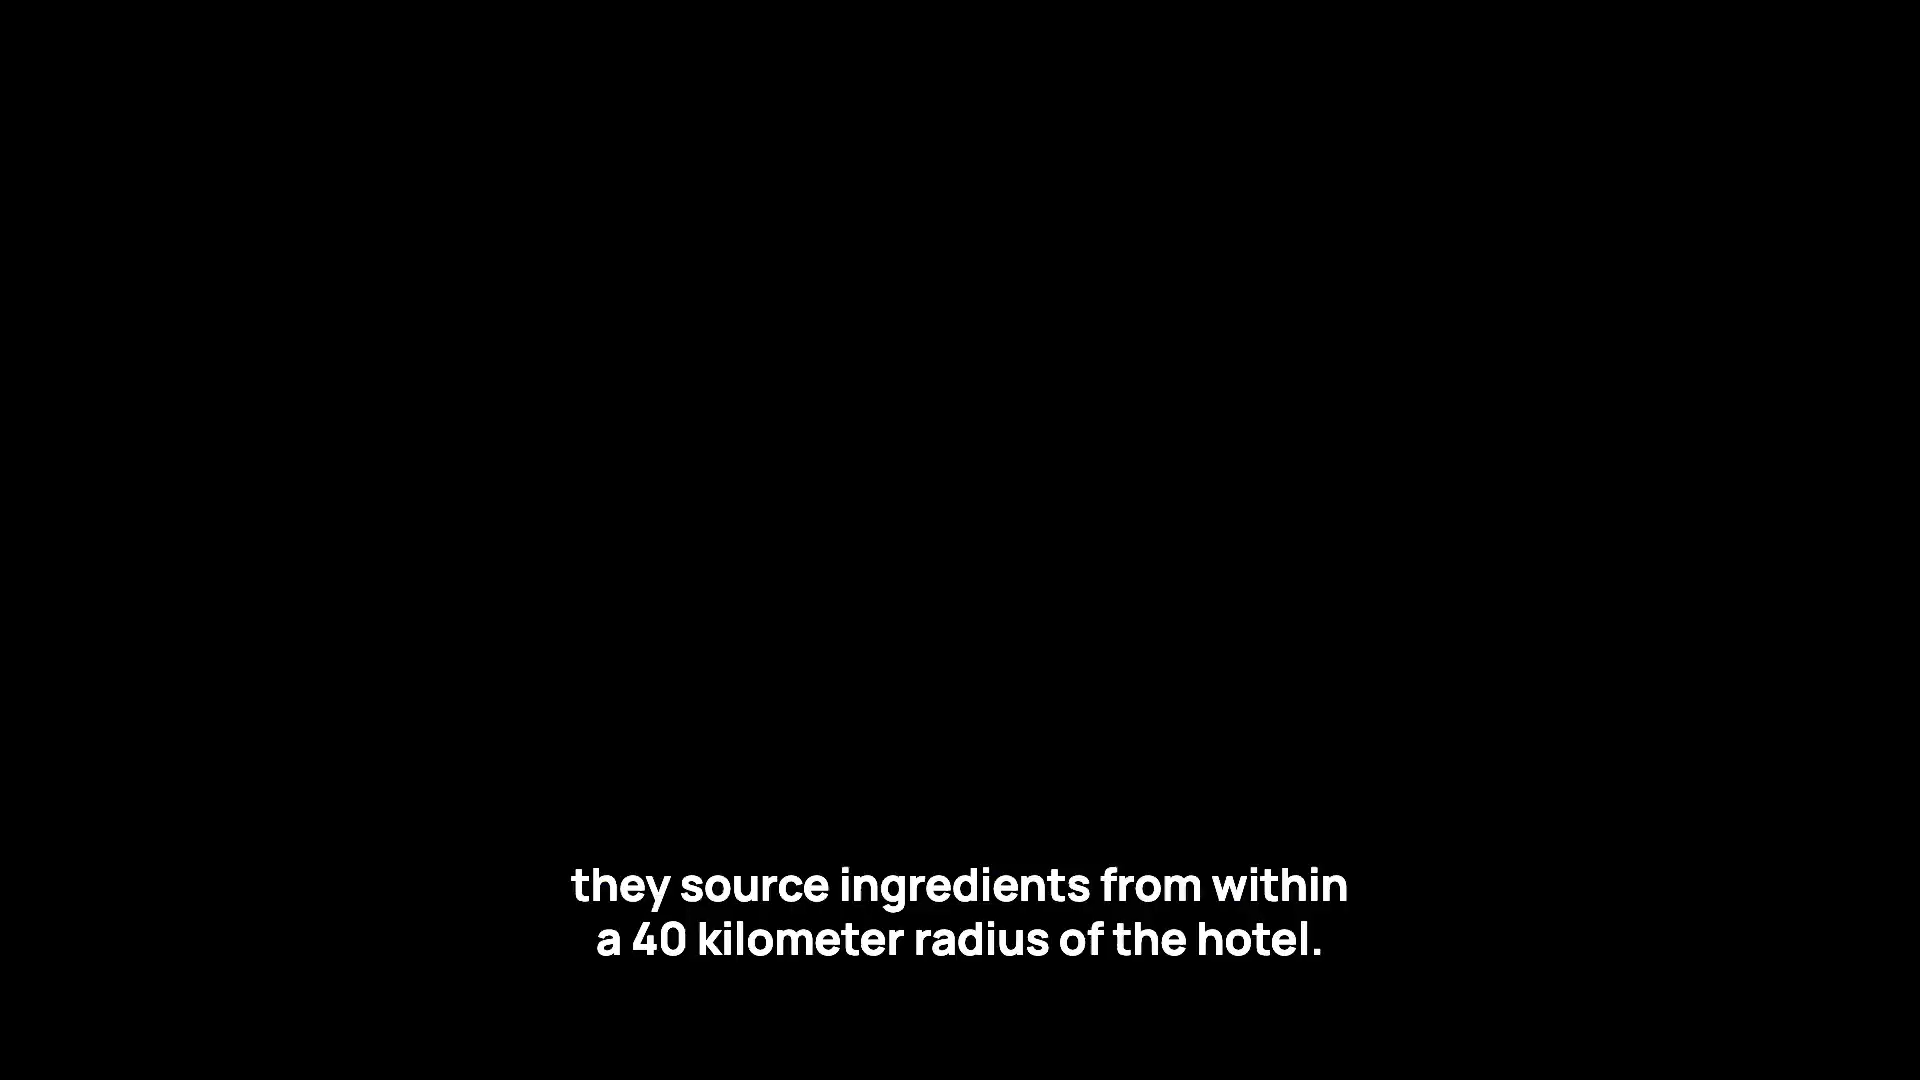 they source ingredients from within
a 40 kilometer radius of the hotel.